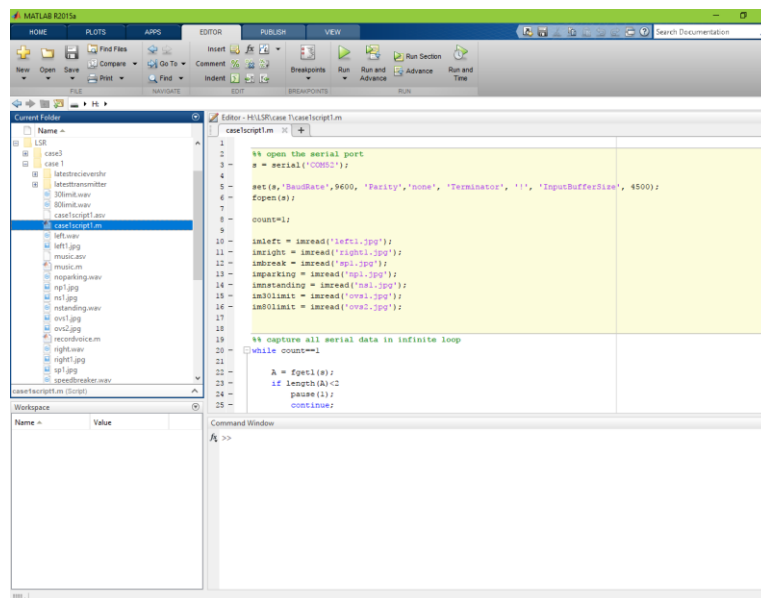 MATLAB R2015a
HOME PLOTS APPS EDITOR PUBLISH VIEW Search Documentation
New Open Save Find Files Compare Print
Go To Find
Insert fx
Comment
Indent
Breakpoints
Run Run and Advance Run Section Advance Run and Time
FILE NAVIGATE EDIT BREAKPOINTS RUN
H:
Current Folder
Name
LSR
case3
case 1
latestrecievershr
latesttransmitter
30limit.wav
80limit.wav
case1script1.asv
case1script1.m
left.wav
left1.jpg
music.asv
music.m
noparking.wav
np1.jpg
ns1.jpg
nstanding.wav
ovs1.jpg
ovs2.jpg
recordvoice.m
right.wav
right1.jpg
sp1.jpg
speedbreaker.wav
case1script1.m (Script)
Workspace
Name Value
Editor - H:\LSR\case 1\case1script1.m
case1script1.m
1
2 %% open the serial port
3 - s = serial('COM52');
4
5 - set(s,'BaudRate',9600, 'Parity','none', 'Terminator', '!', 'InputBufferSize', 4500);
6 - fopen(s);
7
8 - count=1;
9
10 - imleft = imread('left1.jpg');
11 - imright = imread('right1.jpg');
12 - imbreak = imread('sp1.jpg');
13 - imparking = imread('np1.jpg');
14 - imnstanding = imread('ns1.jpg');
15 - im30limit = imread('ovs1.jpg');
16 - im80limit = imread('ovs2.jpg');
17
18
19 %% capture all serial data in infinite loop
20 - while count==1
21
22 - A = fgetl(s);
23 - if length(A)<2
24 - pause(1);
25 - continue;
Command Window
fx >>